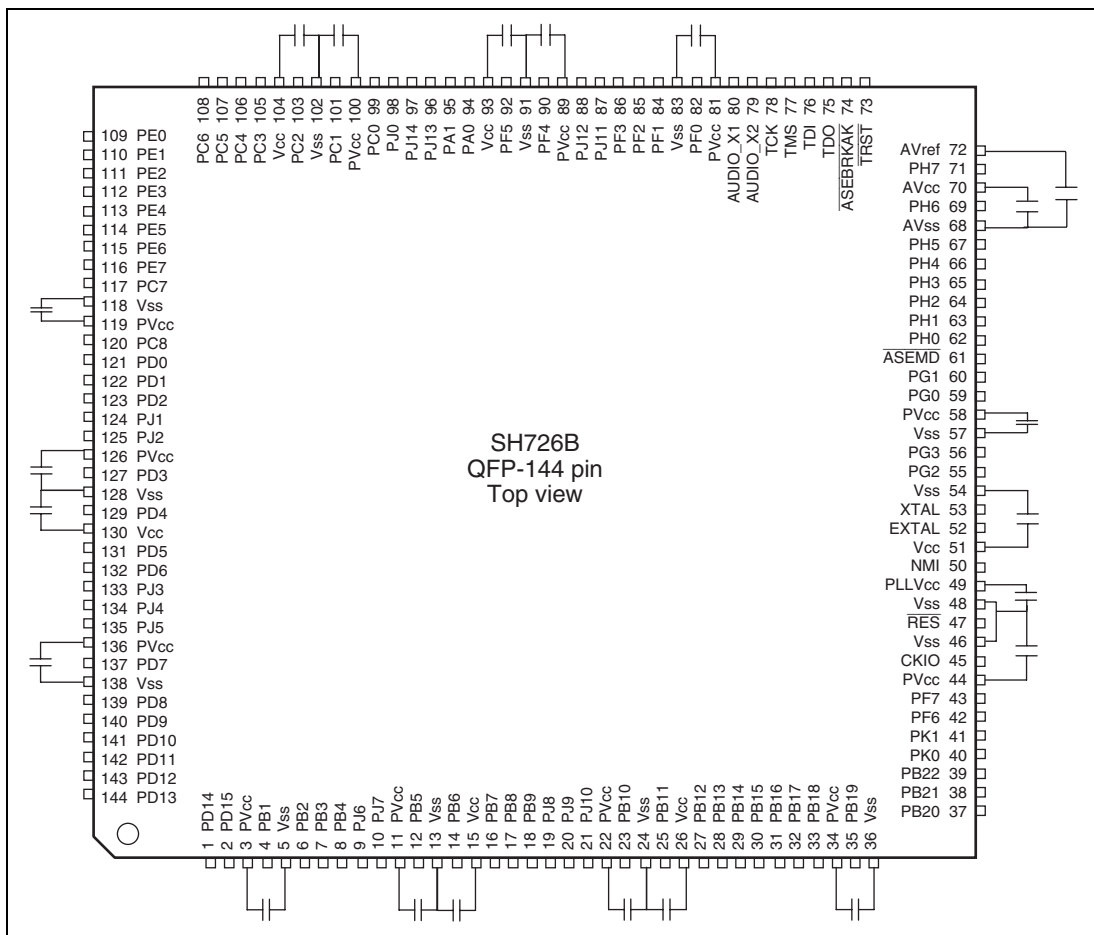 PC6 108
PC5 107
PC4 106
PC3 105
Vcc 104
PC2 103
Vss 102
PC1 101
PVcc 100
PC0 99
PJ0 98
PJ14 97
PJ13 96
PA1 95
PA0 94
Vcc 93
PF5 92
Vss 91
PF4 90
PVcc 89
PJ12 88
PJ11 87
PF3 86
PF2 85
PF1 84
Vss 83
PF0 82
PVcc 81
AUDIO_X1 80
AUDIO_X2 79
TCK 78
TMS 77
TDI 76
TDO 75
ASEBRKAK 74
TRST 73
109 PE0
110 PE1
111 PE2
112 PE3
113 PE4
114 PE5
115 PE6
116 PE7
117 PC7
118 Vss
119 PVcc
120 PC8
121 PD0
122 PD1
123 PD2
124 PJ1
125 PJ2
126 PVcc
127 PD3
128 Vss
129 PD4
130 Vcc
131 PD5
132 PD6
133 PJ3
134 PJ4
135 PJ5
136 PVcc
137 PD7
138 Vss
139 PD8
140 PD9
141 PD10
142 PD11
143 PD12
144 PD13
SH726B
QFP-144 pin
Top view
AVref 72
PH7 71
AVcc 70
PH6 69
AVss 68
PH5 67
PH4 66
PH3 65
PH2 64
PH1 63
PH0 62
ASEMD 61
PG1 60
PG0 59
PVcc 58
Vss 57
PG3 56
PG2 55
Vss 54
XTAL 53
EXTAL 52
Vcc 51
NMI 50
PLLVcc 49
Vss 48
RES 47
Vss 46
CKIO 45
PVcc 44
PF7 43
PF6 42
PK1 41
PK0 40
PB22 39
PB21 38
PB20 37
1 PD14
2 PD15
3 PVcc
4 PB1
5 Vss
6 PB2
7 PB3
8 PB4
9 PJ6
10 PJ7
11 PVcc
12 PB5
13 Vss
14 PB6
15 Vcc
16 PB7
17 PB8
18 PB9
19 PJ8
20 PJ9
21 PJ10
22 PVcc
23 PB10
24 Vss
25 PB11
26 Vcc
27 PB12
28 PB13
29 PB14
30 PB15
31 PB16
32 PB17
33 PB18
34 PVcc
35 PB19
36 Vss